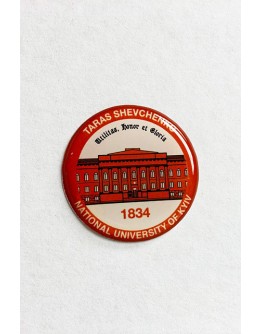 TARAS SHEVCHENKO
Utilitas, Honor et Gloria
1834
NATIONAL UNIVERSITY OF KYIV